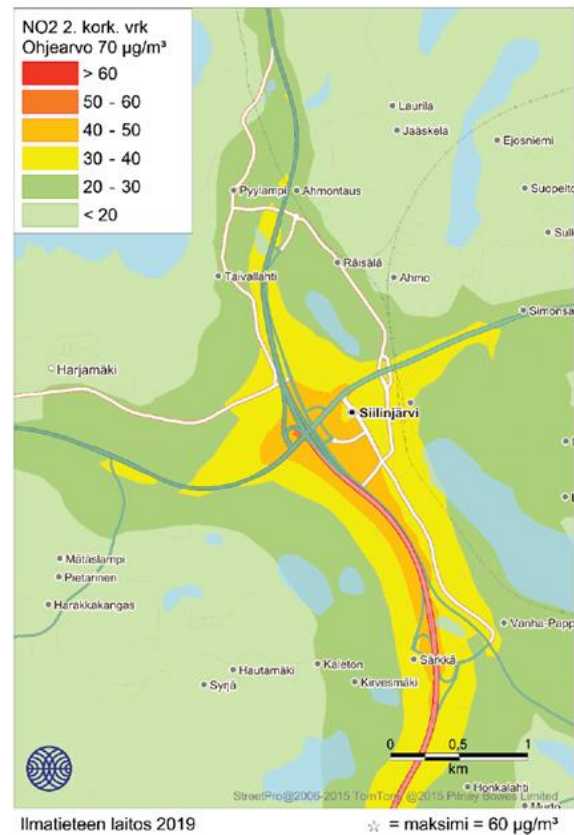 NO2 2. kork. vrk
Ohjearvo 70 µg/m³
> 60
50 - 60
40 - 50
30 - 40
20 - 30
< 20
Laurila
Jääskelä
Ejosniemi
Pyylampi
Ahmontaus
Suopelto
Sulk
Räisälä
Taivallahti
Ahmo
Simonsa
Harjamäki
Siilinjärvi
Mätäslampi
Pietarinen
Harakkakangas
Vanha-Papp
Särkkä
Hautamäki
Kaleton
Syrjä
Kirvesmäki
0 0,5 1
km
Honkalahti
StreetPro@2006-2015 TomTom @2015 Pitney Bowes Limited
Ilmatieteen laitos 2019
☆ = maksimi = 60 µg/m³